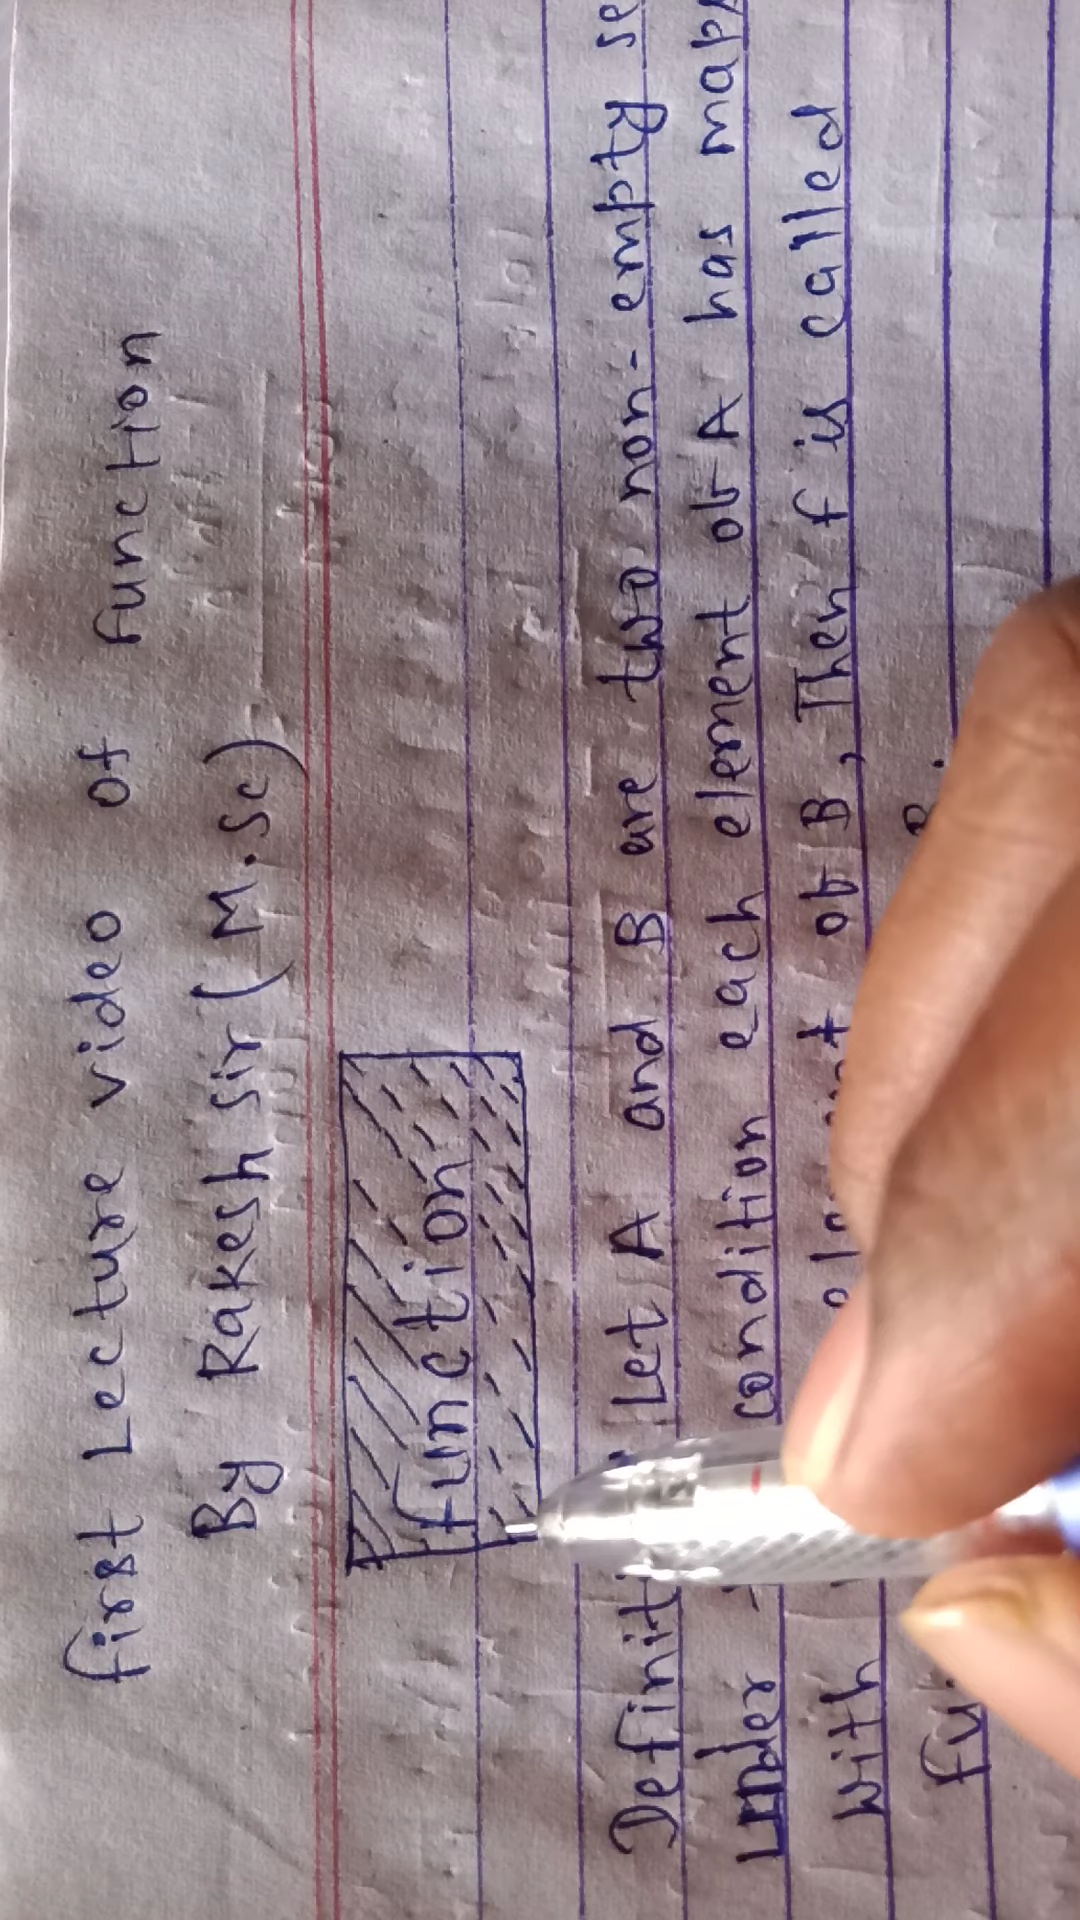 first Lecture video of function
By Rakesh sir (M.Sc)
function
Let A and B are two non-empty se
under condition each element of A has map
with of B, Then f is called